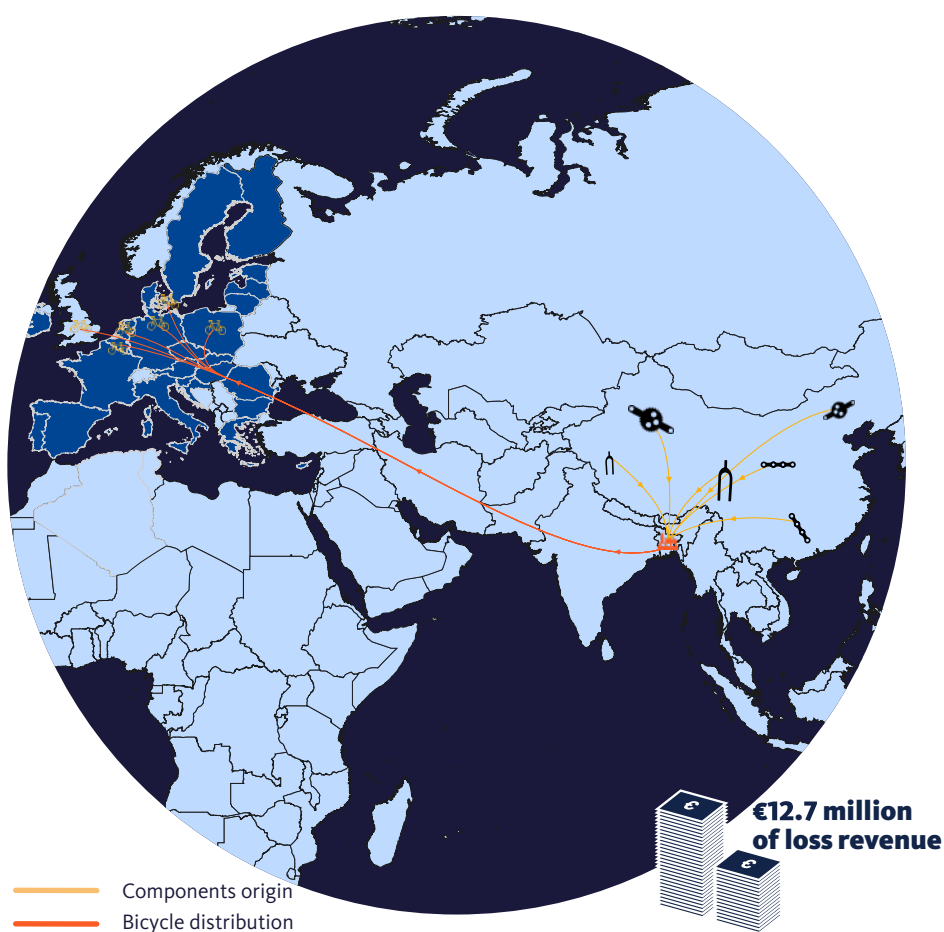 €
€
€12.7 million
of loss revenue
Components origin
Bicycle distribution